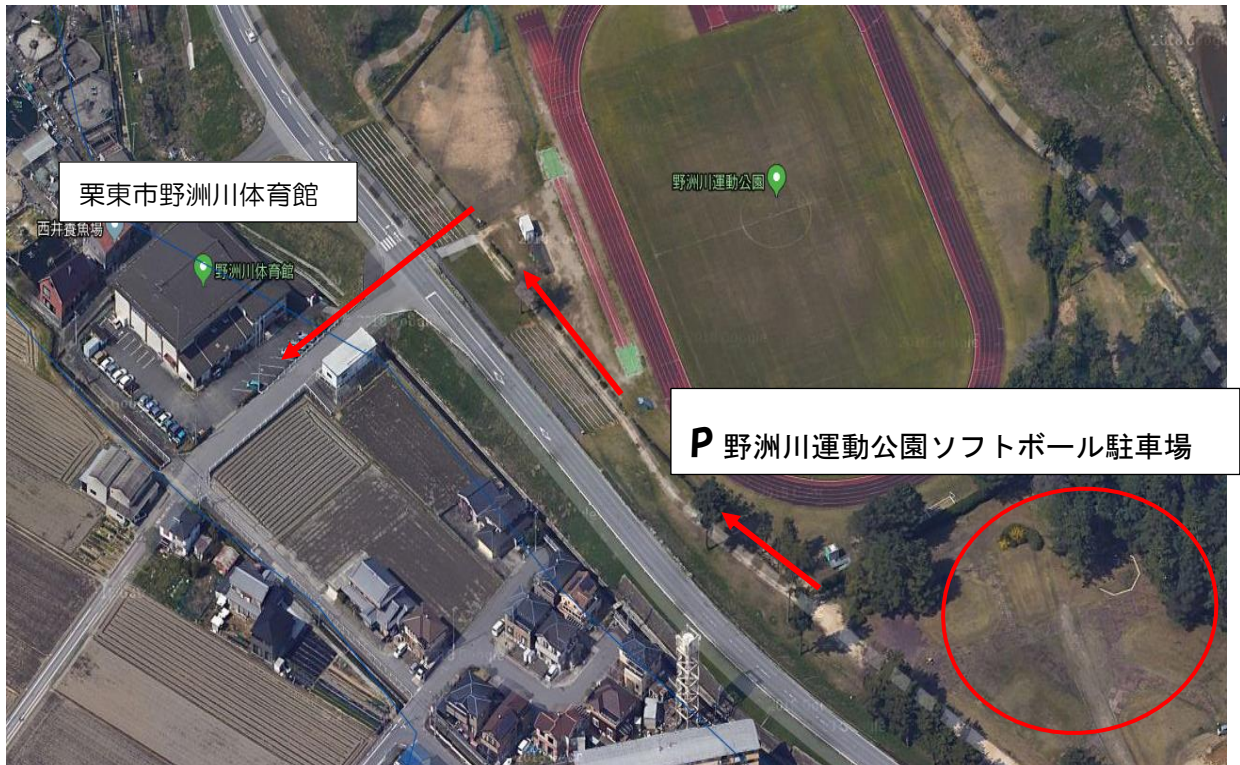 栗東市野洲川体育館
西井養魚場
野洲川体育館
野洲川運動公園
P 野洲川運動公園ソフトボール駐車場